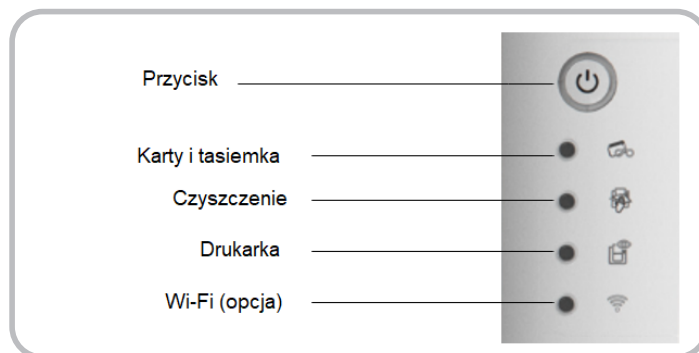 Przycisk
Karty i tasiemka
Czyszczenie
Drukarka
Wi-Fi (opcja)